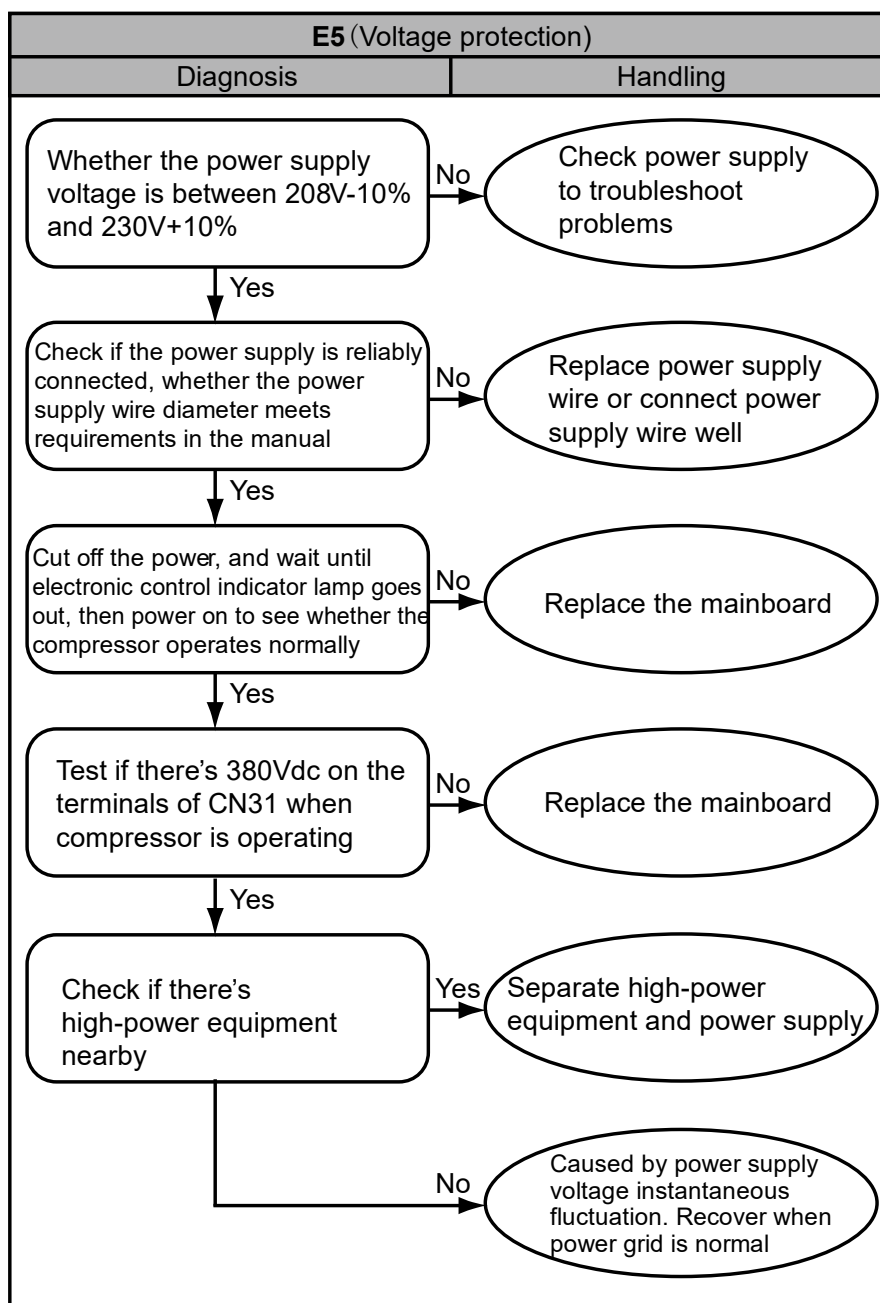 E5（Voltage protection)
Diagnosis
Handling
Whether the power supply
voltage is between 208V-10%
and 230V+10%
No
Check power supply
to troubleshoot
problems
Yes
Check if the power supply is reliably
connected, whether the power
supply wire diameter meets
requirements in the manual
No
Replace power supply
wire or connect power
supply wire well
Yes
Cut off the power, and wait until
electronic control indicator lamp goes
out, then power on to see whether the
compressor operates normally
No
Replace the mainboard
Yes
Test if there's 380Vdc on the
terminals of CN31 when
compressor is operating
No
Replace the mainboard
Yes
Check if there's
high-power equipment
nearby
Yes
Separate high-power
equipment and power supply
No
Caused by power supply
voltage instantaneous
fluctuation. Recover when
power grid is normal